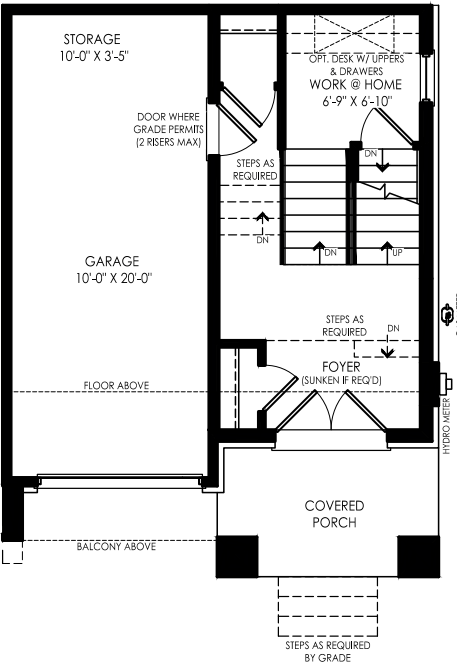 STORAGE
10'-0" X 3'-5"
OPT. DESK W/ UPPERS
& DRAWERS
WORK @ HOME
6'-9" X 6'-10"
DOOR WHERE
GRADE PERMITS
(2 RISERS MAX)
DN
STEPS AS
REQUIRED
DN
DN
UP
GARAGE
10'-0" X 20'-0"
STEPS AS
REQUIRED
DN
FOYER
(SUNKEN IF REQ'D)
FLOOR ABOVE
HYDRO METER
COVERED
PORCH
BALCONY ABOVE
STEPS AS REQUIRED
BY GRADE